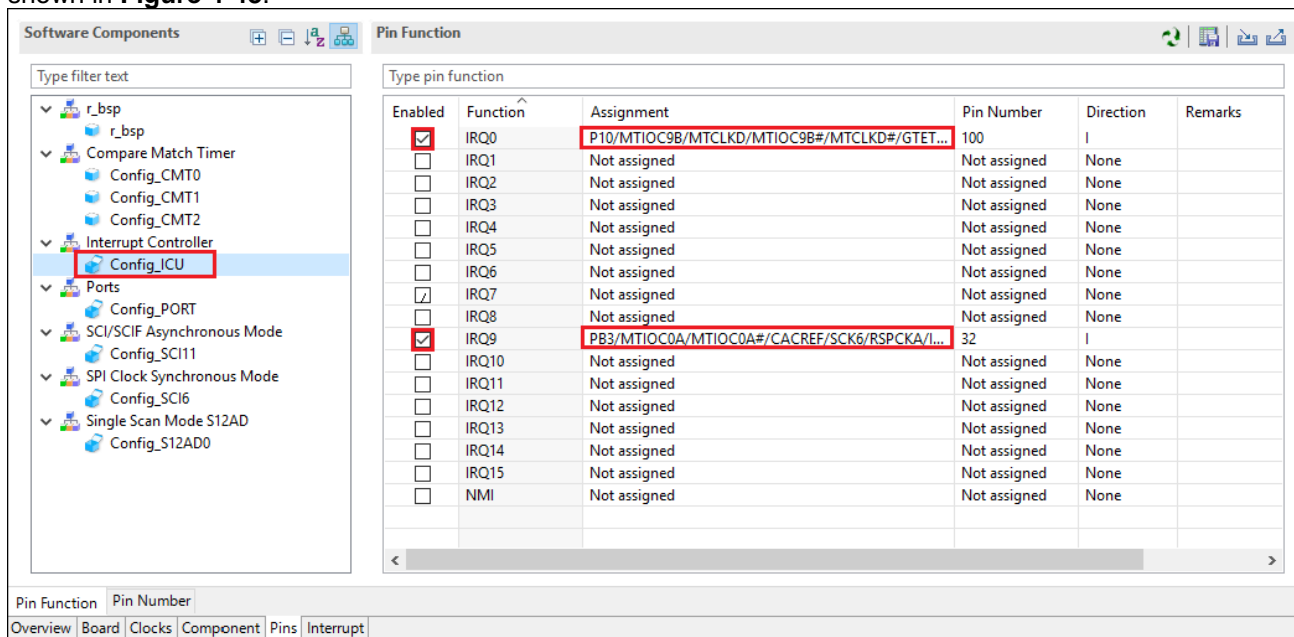 shown in Figure 4-43.
Software Components
Type filter text
r_bsp
r_bsp
Compare Match Timer
Config_CMT0
Config_CMT1
Config_CMT2
Interrupt Controller
Config_ICU
Ports
Config_PORT
SCI/SCIF Asynchronous Mode
Config_SCI11
SPI Clock Synchronous Mode
Config_SCI6
Single Scan Mode S12AD
Config_S12AD0
Pin Function
Type pin function
Enabled Function Assignment Pin Number Direction Remarks
IRQ0 P10/MTIOC9B/MTCLKD/MTIOC9B#/MTCLKD#/GTET... 100 I
IRQ1 Not assigned Not assigned None
IRQ2 Not assigned Not assigned None
IRQ3 Not assigned Not assigned None
IRQ4 Not assigned Not assigned None
IRQ5 Not assigned Not assigned None
IRQ6 Not assigned Not assigned None
IRQ7 Not assigned Not assigned None
IRQ8 Not assigned Not assigned None
IRQ9 PB3/MTIOC0A/MTIOC0A#/CACREF/SCK6/RSPCKA/I... 32 I
IRQ10 Not assigned Not assigned None
IRQ11 Not assigned Not assigned None
IRQ12 Not assigned Not assigned None
IRQ13 Not assigned Not assigned None
IRQ14 Not assigned Not assigned None
IRQ15 Not assigned Not assigned None
NMI Not assigned Not assigned None
Pin Function Pin Number
Overview Board Clocks Component Pins Interrupt